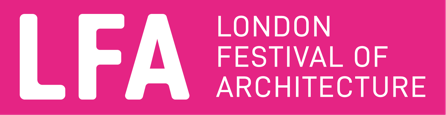 LFA
LONDON
FESTIVAL OF
ARCHITECTURE